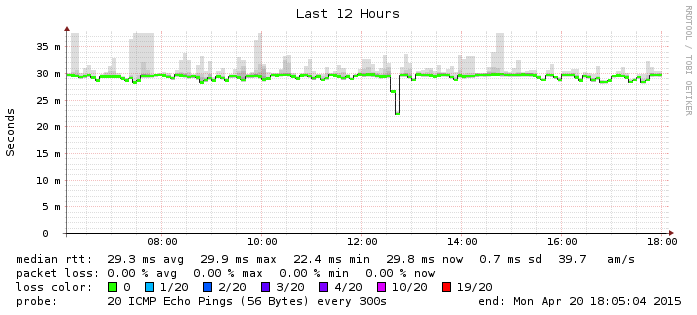 Last 12 Hours
RRDTOOL / TOBI OETIKER
Seconds
35 m
30 m
25 m
20 m
15 m
10 m
5 m
0
08:00 10:00 12:00 14:00 16:00 18:00
median rtt: 29.3 ms avg 29.9 ms max 22.4 ms min 29.8 ms now 0.7 ms sd 39.7 am/s
packet loss: 0.00 % avg 0.00 % max 0.00 % min 0.00 % now
loss color: 0 1/20 2/20 3/20 4/20 10/20 19/20
probe: 20 ICMP Echo Pings (56 Bytes) every 300s end: Mon Apr 20 18:05:04 2015